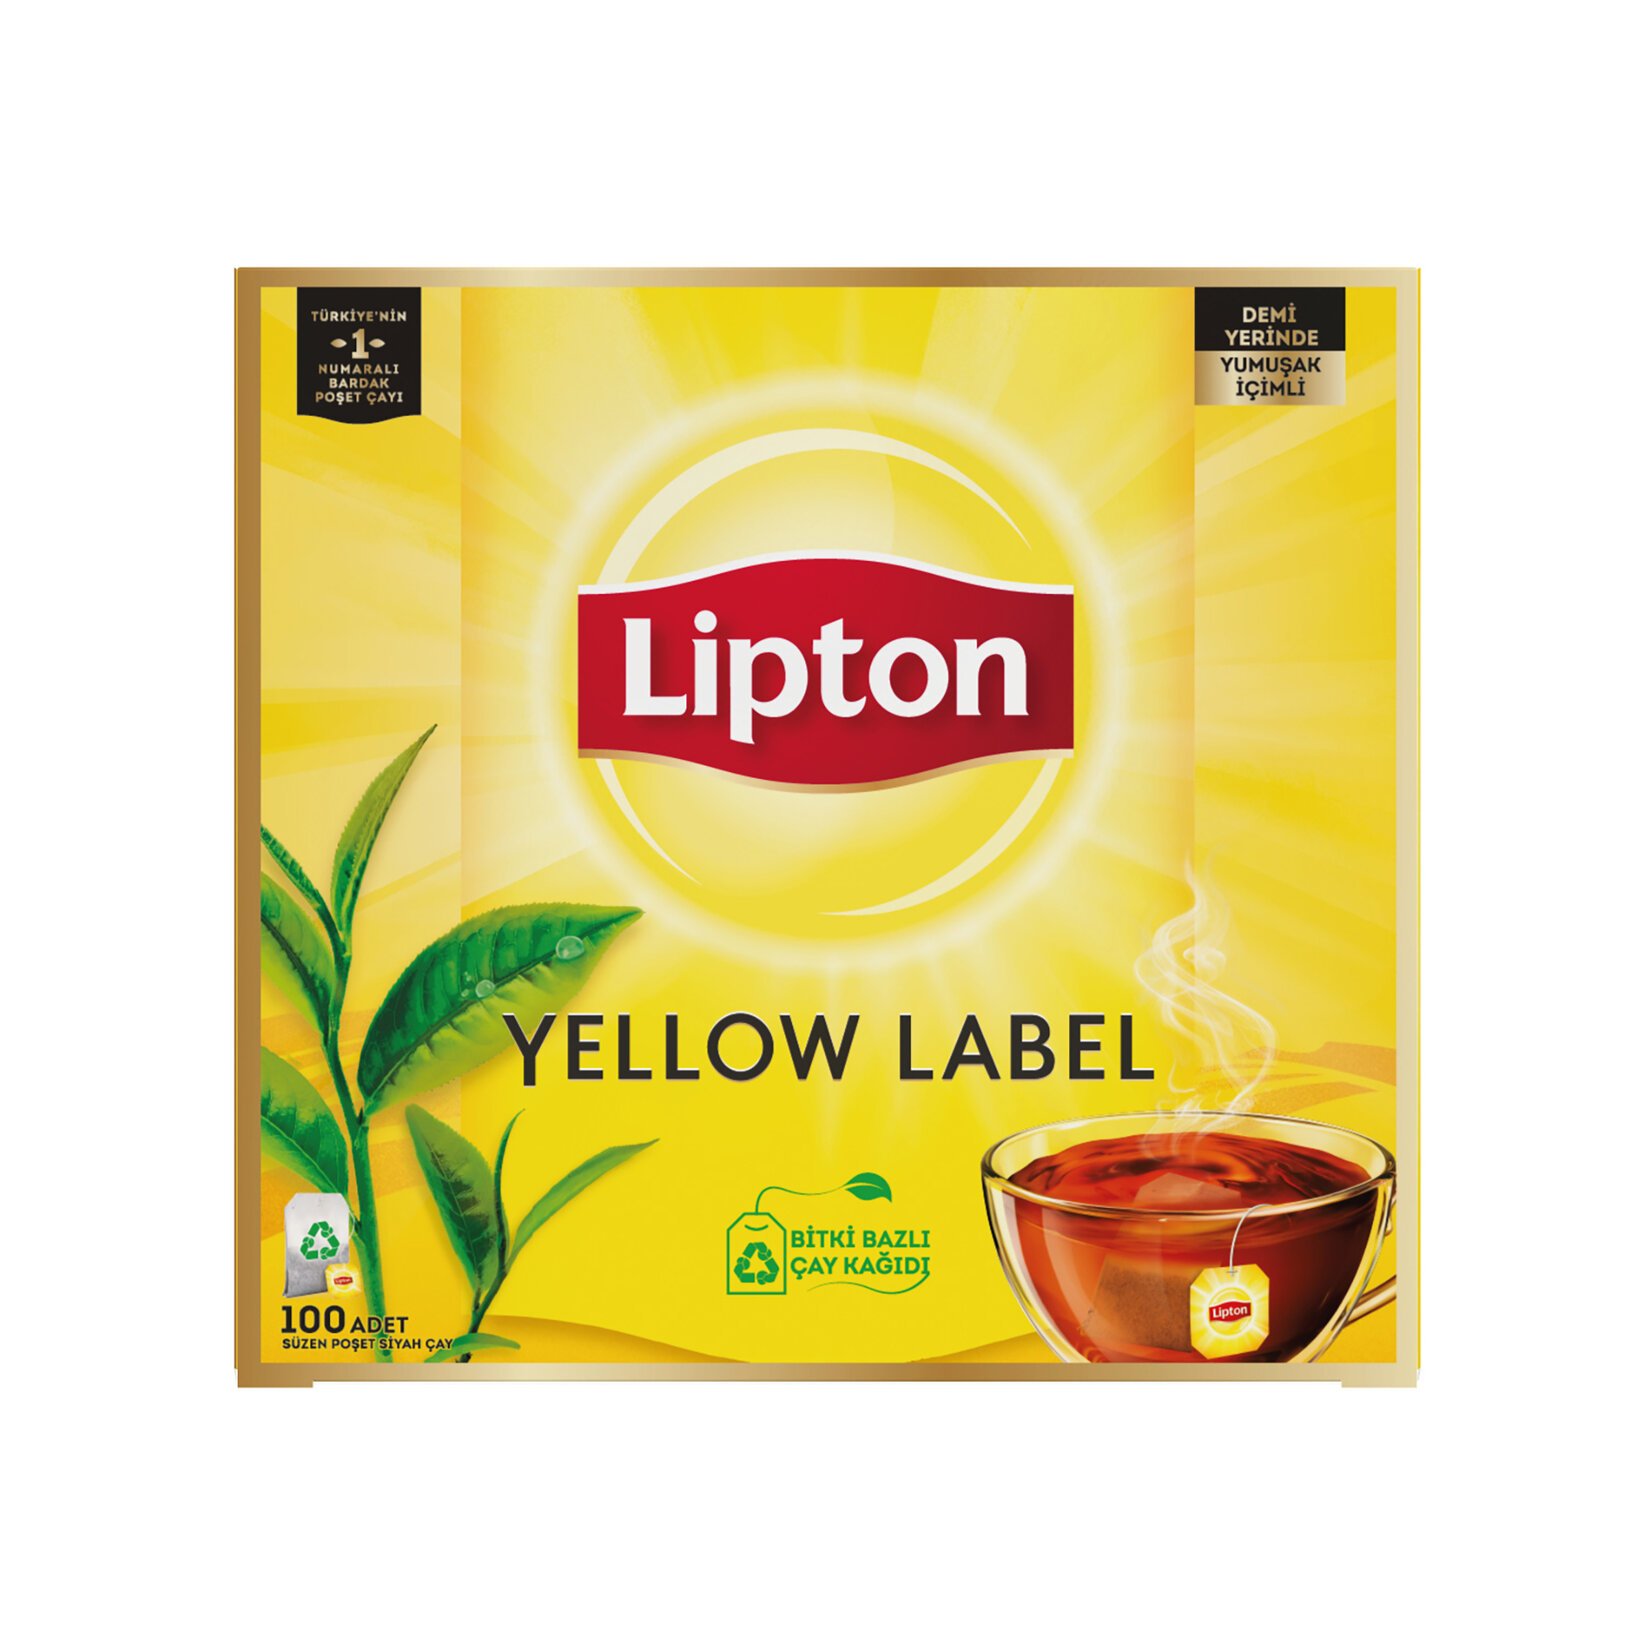 TÜRKİYE'NİN
1
NUMARALI
BARDAK
POŞET ÇAYI
DEMİ
YERİNDE
YUMUŞAK
İÇİMLİ
Lipton
YELLOW LABEL
BİTKİ BAZLI
ÇAY KAĞIDI
Lipton
Lipton
100 ADET
SÜZEN POŞET SİYAH ÇAY